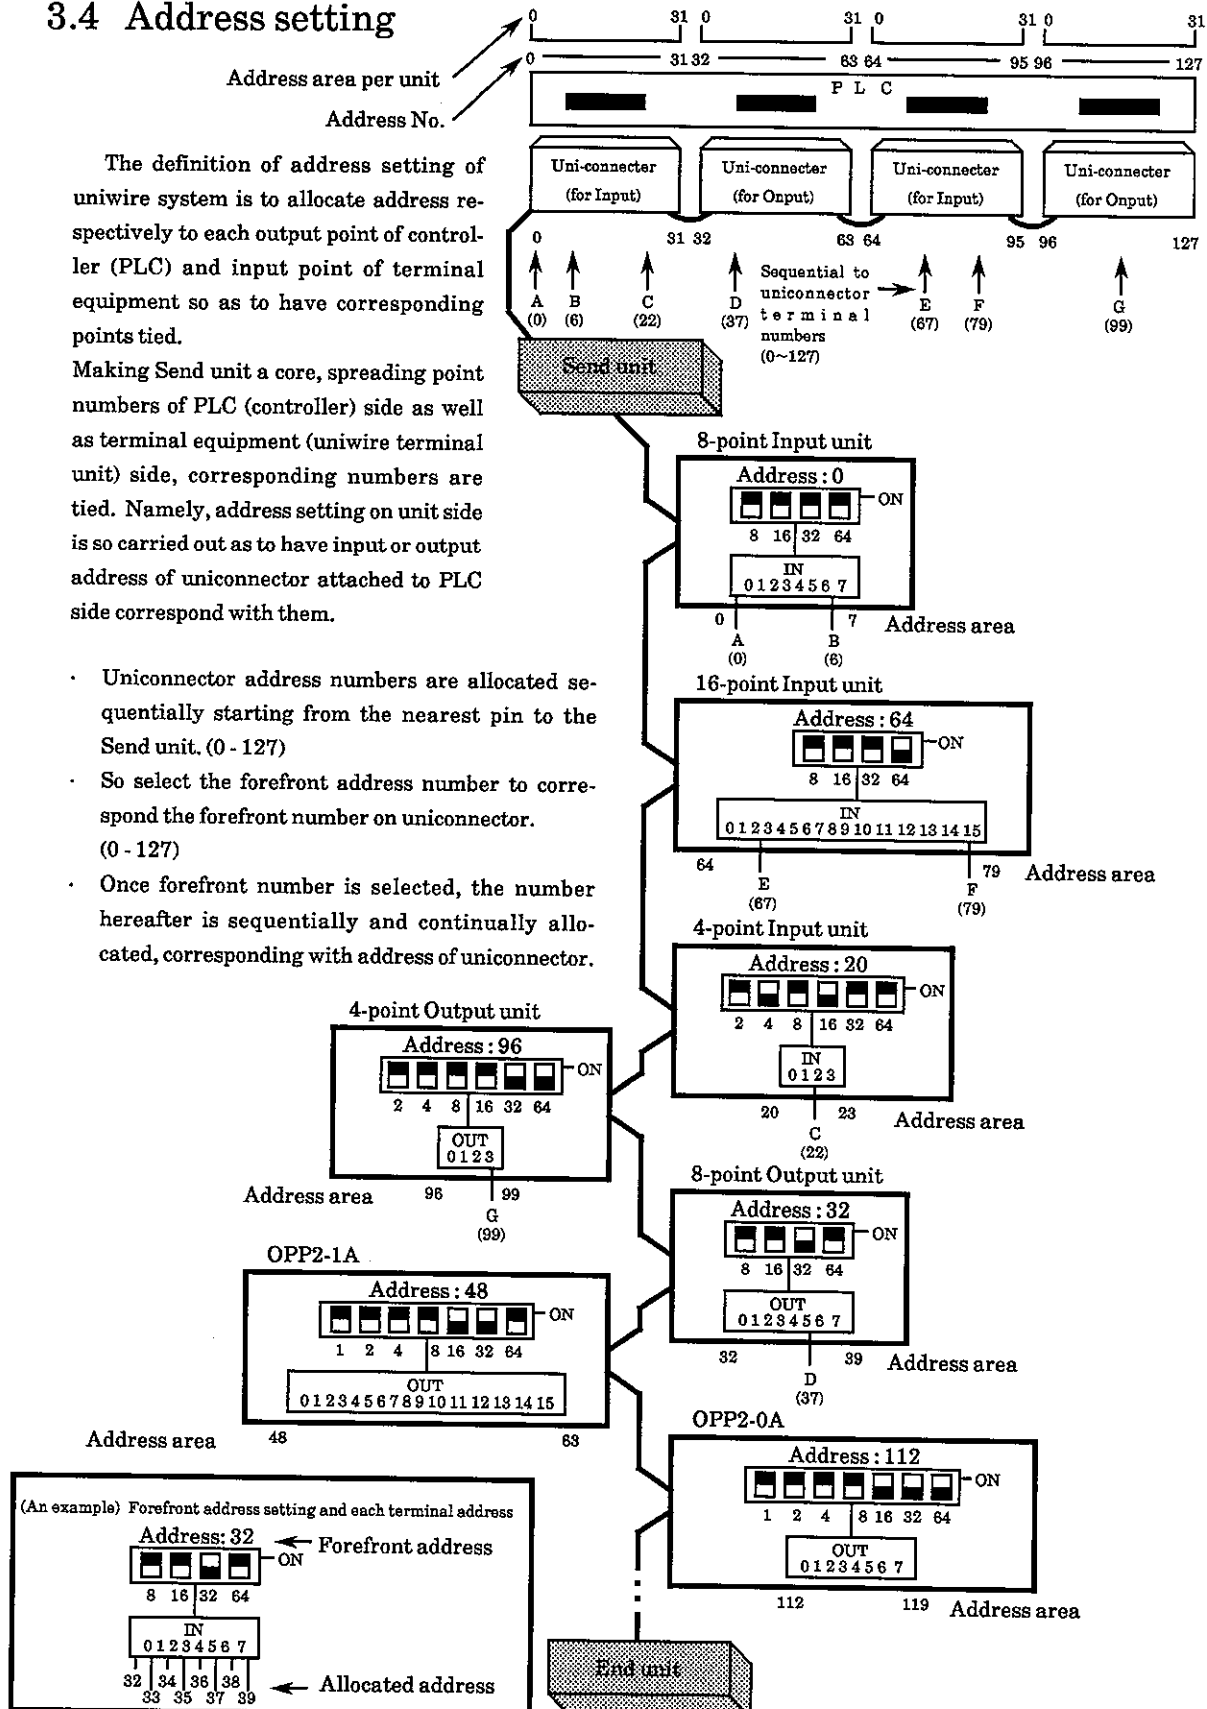 3.4 Address setting
0 31 0 31 0 31 0 31
Address area per unit
0 31 32 63 64 95 96 127
Address No.
P L C
Uni-connecter
(for Input)
Uni-connecter
(for Onput)
Uni-connecter
(for Input)
Uni-connecter
(for Onput)
0 31 32 63 64 95 96 127
A
(0)
B
(6)
C
(22)
D
(37)
Sequential to
uniconnector
terminal
numbers
(0~127)
E
(67)
F
(79)
G
(99)
The definition of address setting of
uniwire system is to allocate address re-
spectively to each output point of control-
ler (PLC) and input point of terminal
equipment so as to have corresponding
points tied.
Making Send unit a core, spreading point
numbers of PLC (controller) side as well
as terminal equipment (uniwire terminal
unit) side, corresponding numbers are
tied. Namely, address setting on unit side
is so carried out as to have input or output
address of uniconnector attached to PLC
side correspond with them.
· Uniconnector address numbers are allocated se-
quentially starting from the nearest pin to the
Send unit. (0 - 127)
· So select the forefront address number to corre-
spond the forefront number on uniconnector.
(0 - 127)
· Once forefront number is selected, the number
hereafter is sequentially and continually allo-
cated, corresponding with address of uniconnector.
Send unit
8-point Input unit
Address : 0
ON
8 16 32 64
IN
0 1 2 3 4 5 6 7
0 7 Address area
A
(0)
B
(6)
16-point Input unit
Address : 64
ON
8 16 32 64
IN
0 1 2 3 4 5 6 7 8 9 10 11 12 13 14 15
64 79 Address area
E
(67)
F
(79)
4-point Input unit
Address : 20
ON
2 4 8 16 32 64
IN
0 1 2 3
20 23 Address area
C
(22)
4-point Output unit
Address : 96
ON
2 4 8 16 32 64
OUT
0 1 2 3
Address area 96 99
G
(99)
8-point Output unit
Address : 32
ON
8 16 32 64
OUT
0 1 2 3 4 5 6 7
32 39 Address area
D
(37)
OPP2-1A
Address : 48
ON
1 2 4 8 16 32 64
OUT
0 1 2 3 4 5 6 7 8 9 10 11 12 13 14 15
Address area 48 63
OPP2-0A
Address : 112
ON
1 2 4 8 16 32 64
OUT
0 1 2 3 4 5 6 7
112 119 Address area
(An example) Forefront address setting and each terminal address
Address: 32 Forefront address
ON
8 16 32 64
IN
0 1 2 3 4 5 6 7
32 34 36 38
33 35 37 39
Allocated address
End unit